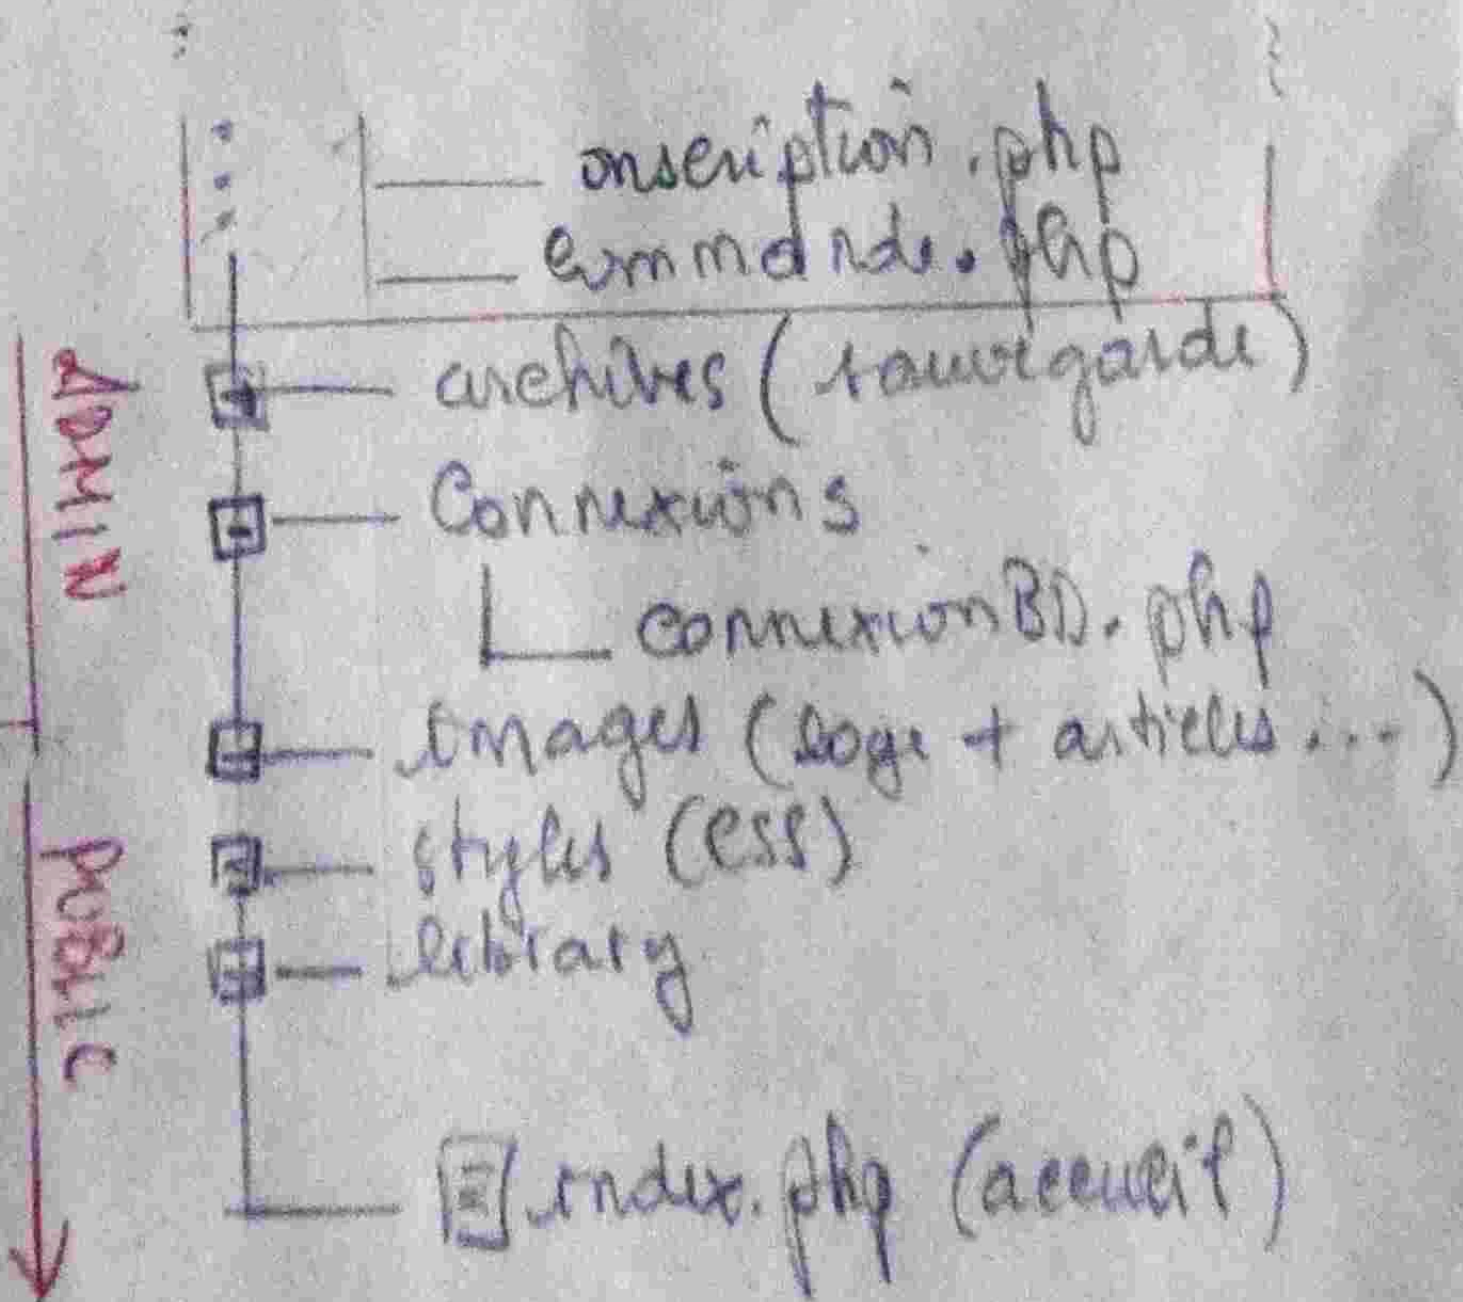 inscription.php
commande.php
archives (sauvegarde)
Connexions
connexionBD.php
images (logo + articles...)
styles (CSS)
library
index.php (accueil)
ADMIN
PUBLIC